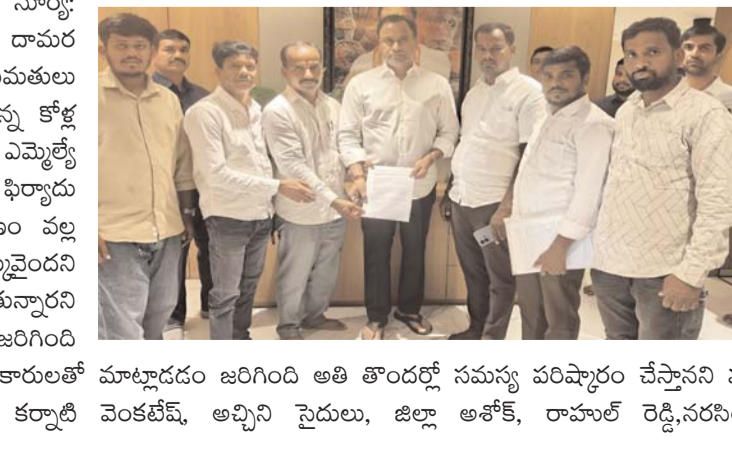 సూర్య:
దామర
మతులు
న్న కోళ్ల
ఎమ్మెల్యే
ఫిర్యాదు
ణం వల్ల
క్కువైందని
తున్నారని
జరిగింది
కారులతో మాట్లాడడం జరిగింది అతి తొందర్లో సమస్య పరిష్కారం చేస్తానని
కర్నాటి వెంకటేష్, అచ్చిని సైదులు, జిల్లా అశోక్, రాహుల్ రెడ్డి,నరసిం